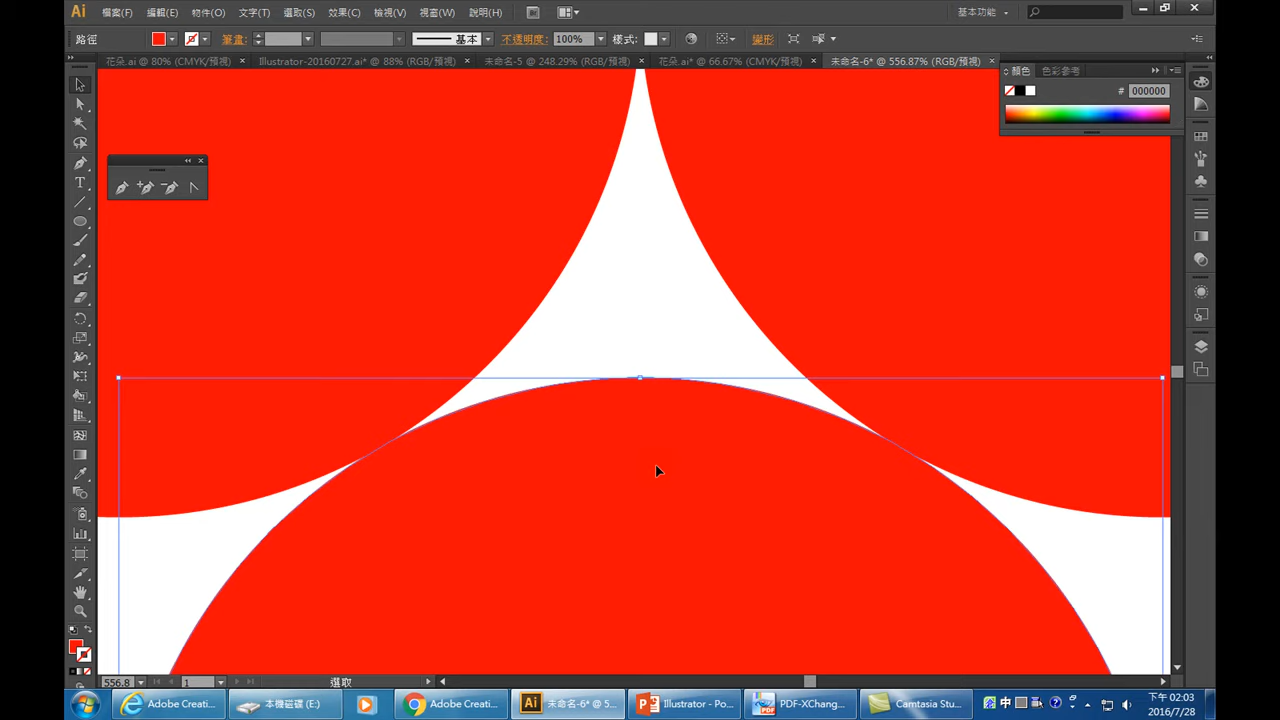 Ai 檔案(F) 編輯(E) 物件(O) 文字(T) 選取(S) 效果(C) 檢視(V) 視窗(W) 說明(H) Br 基本功能
路徑 筆畫: 基本 不透明度: 100% 樣式: 變形
花朵.ai @ 80% (CMYK/預視) × Illustrator-20160727.ai* @ 88% (RGB/預視) × 未命名-5 @ 248.29% (RGB/預視) × 花朵.ai* @ 66.67% (CMYK/預視) × 未命名-6* @ 556.87% (RGB/預視) ×
顏色 色彩參考
# 000000
556.8 1 選取
Adobe Creati... 本機磁碟 (E:) Adobe Creati... Ai 未命名-6* @ 5... Illustrator - Po... PDF-XChang... Camtasia Stu... 中 下午 02:03
2016/7/28